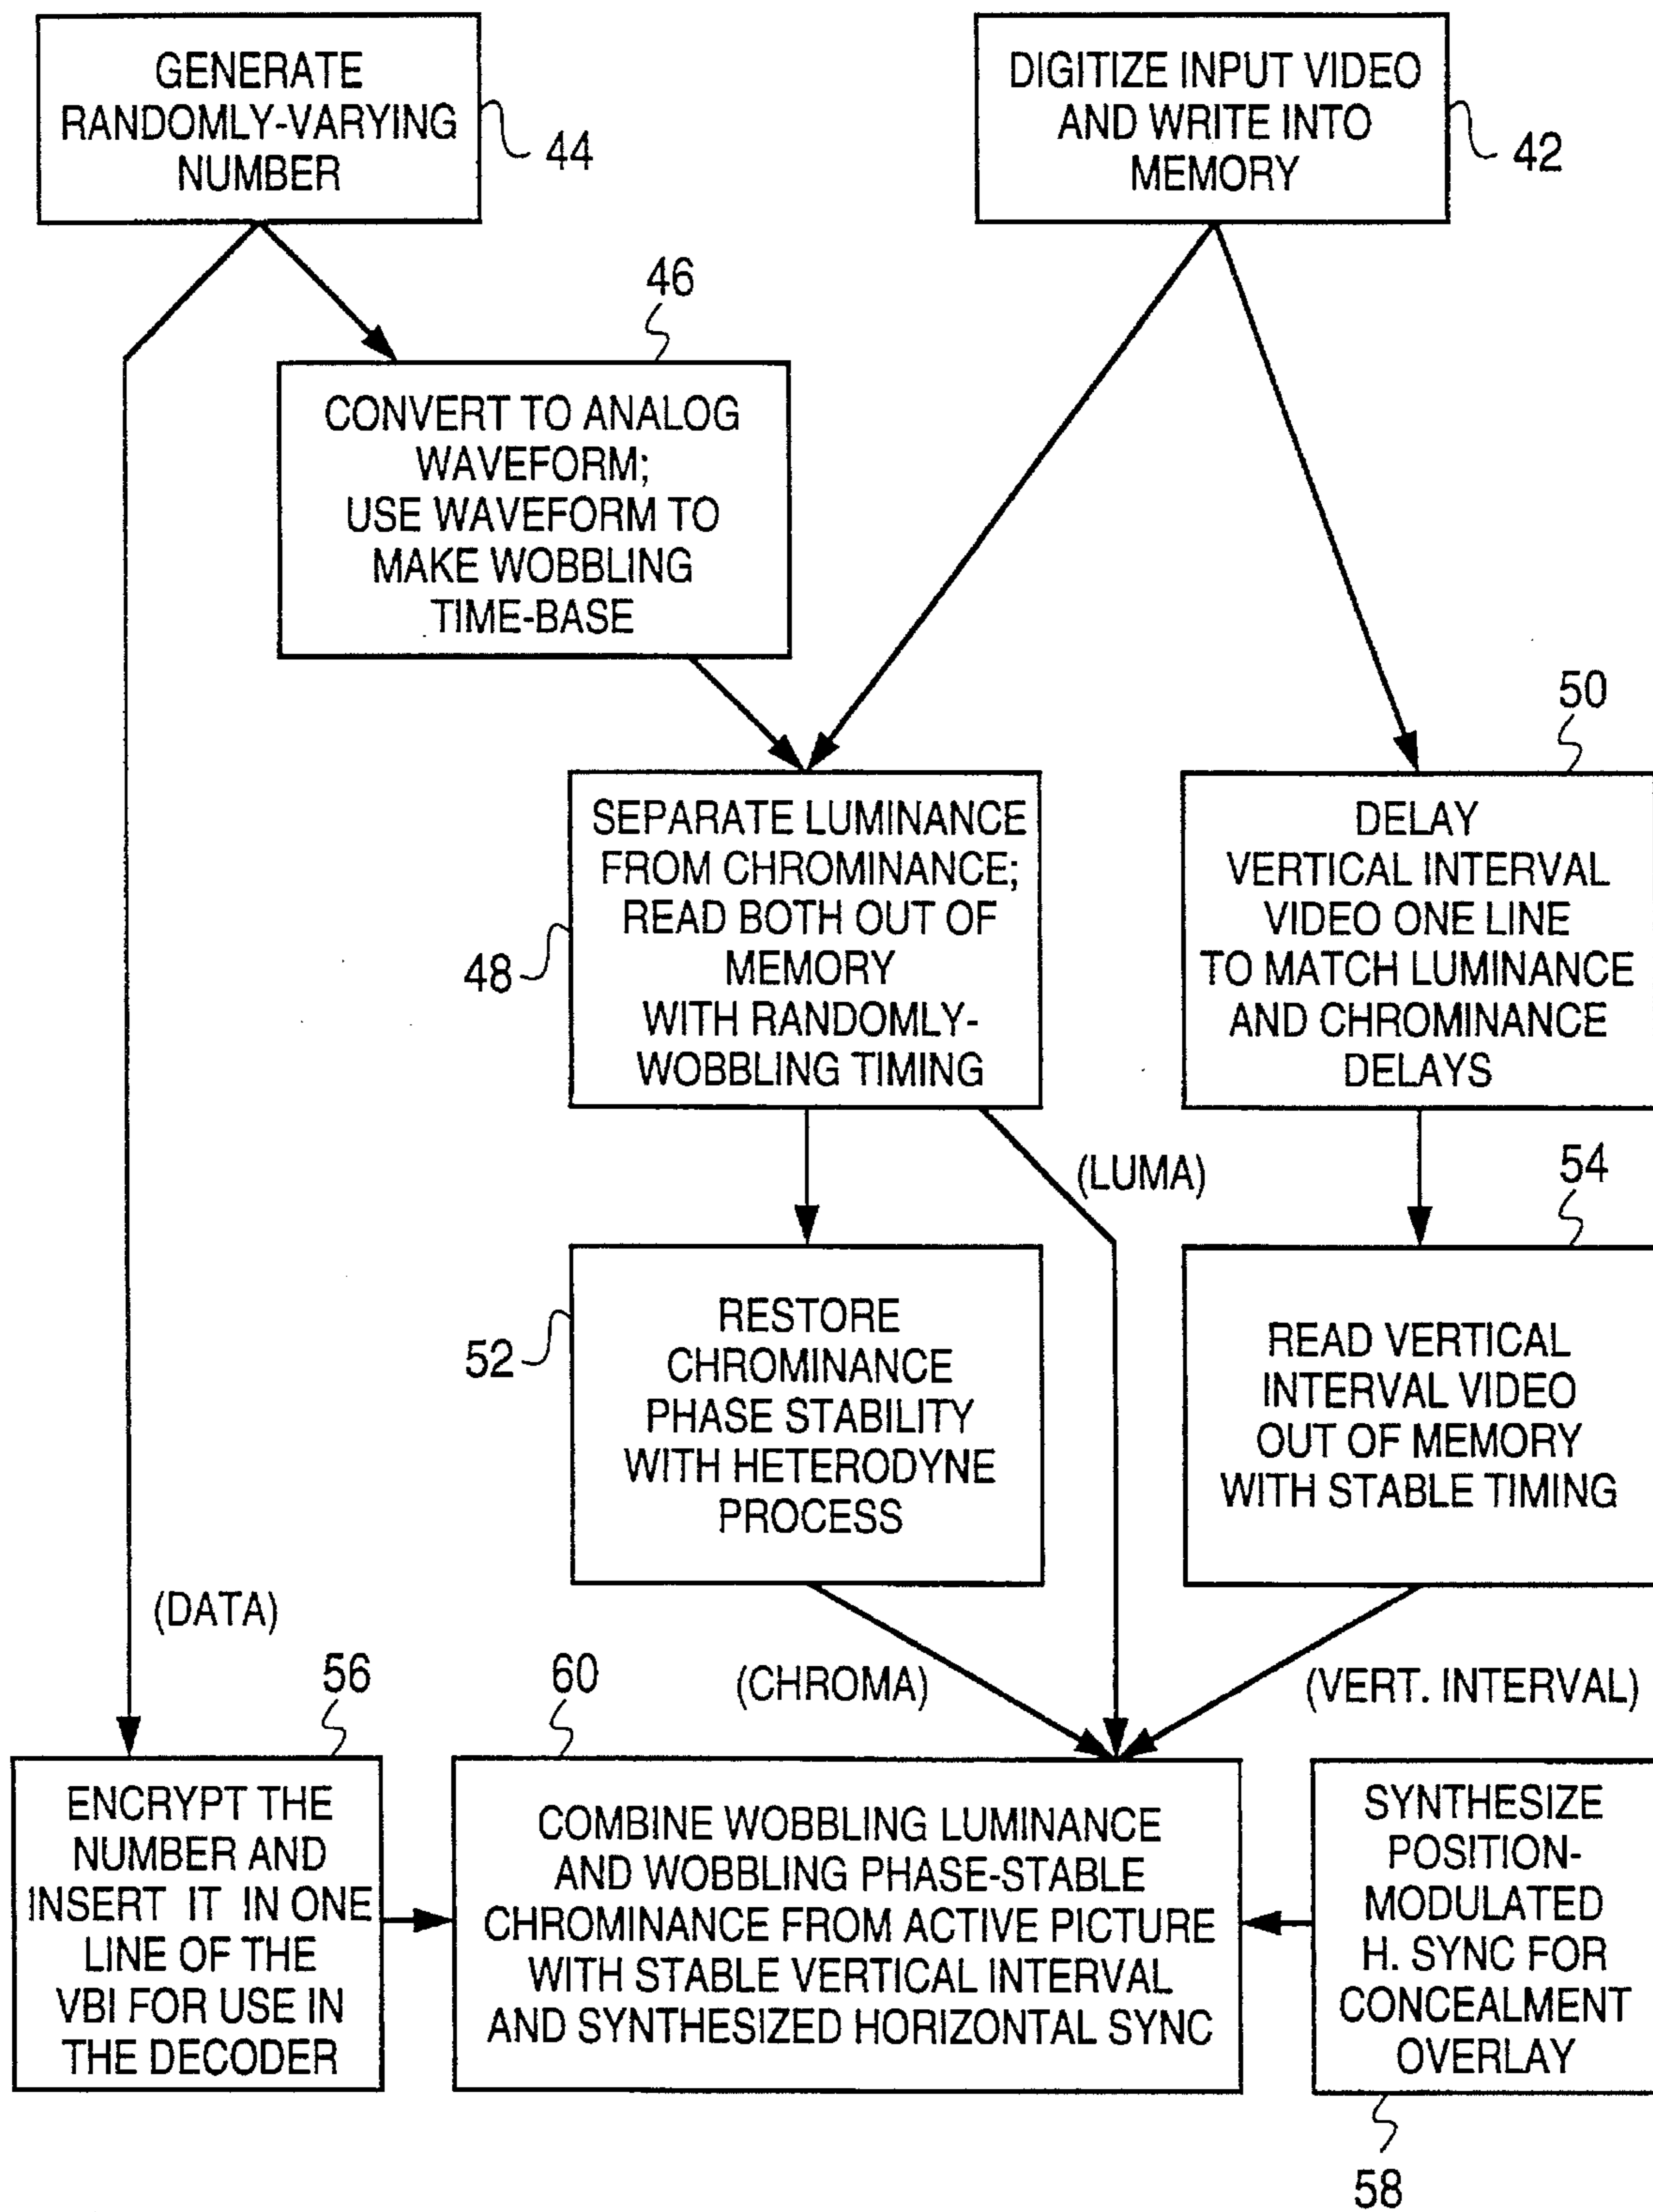 GENERATE
RANDOMLY-VARYING
NUMBER
44
DIGITIZE INPUT VIDEO
AND WRITE INTO
MEMORY
42
46
CONVERT TO ANALOG
WAVEFORM;
USE WAVEFORM TO
MAKE WOBBLING
TIME-BASE
48
SEPARATE LUMINANCE
FROM CHROMINANCE;
READ BOTH OUT OF
MEMORY
WITH RANDOMLY-
WOBBLING TIMING
50
DELAY
VERTICAL INTERVAL
VIDEO ONE LINE
TO MATCH LUMINANCE
AND CHROMINANCE
DELAYS
(LUMA)
52
RESTORE
CHROMINANCE
PHASE STABILITY
WITH HETERODYNE
PROCESS
54
READ VERTICAL
INTERVAL VIDEO
OUT OF MEMORY
WITH STABLE TIMING
(DATA)
(CHROMA)
(VERT. INTERVAL)
56
ENCRYPT THE
NUMBER AND
INSERT IT IN ONE
LINE OF THE
VBI FOR USE IN
THE DECODER
60
COMBINE WOBBLING LUMINANCE
AND WOBBLING PHASE-STABLE
CHROMINANCE FROM ACTIVE PICTURE
WITH STABLE VERTICAL INTERVAL
AND SYNTHESIZED HORIZONTAL SYNC
SYNTHESIZE
POSITION-
MODULATED
H. SYNC FOR
CONCEALMENT
OVERLAY
58